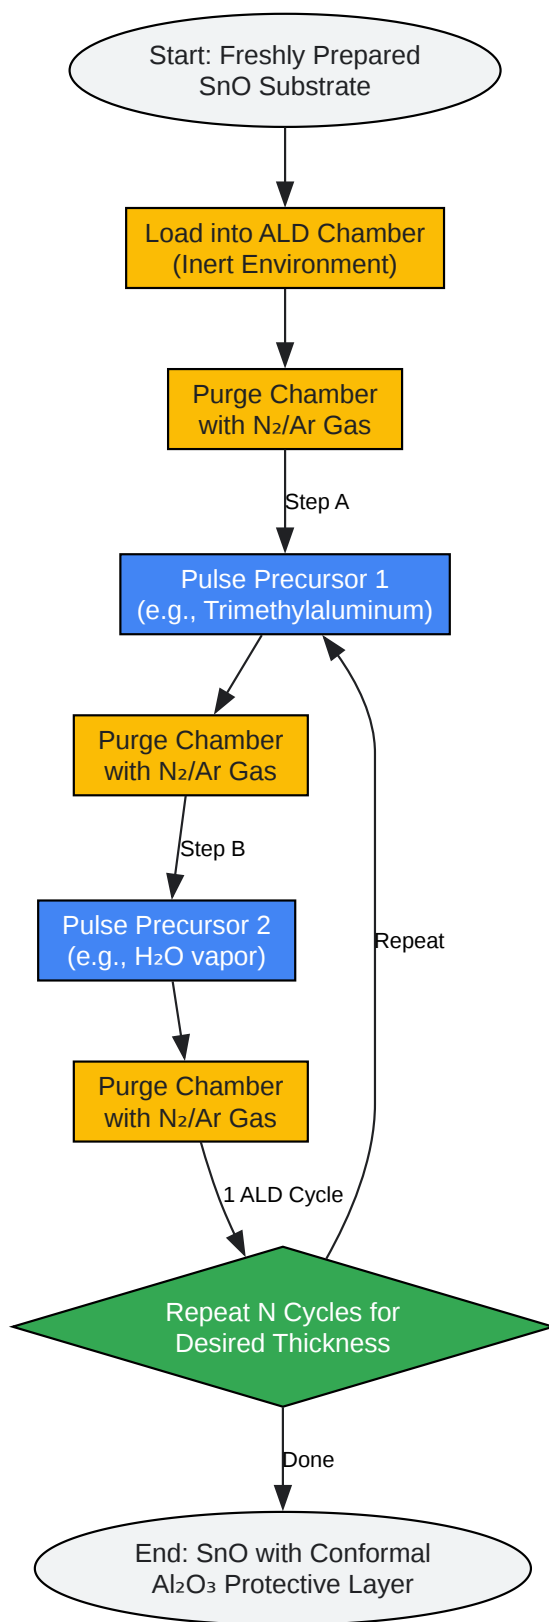 Start: Freshly Prepared
SnO Substrate
Load into ALD Chamber
(Inert Environment)
Purge Chamber
with N₂/Ar Gas
Step A
Pulse Precursor 1
(e.g., Trimethylaluminum)
Purge Chamber
with N₂/Ar Gas
Step B
Pulse Precursor 2
(e.g., H₂O vapor)
Repeat
Purge Chamber
with N₂/Ar Gas
1 ALD Cycle
Repeat N Cycles for
Desired Thickness
Done
End: SnO with Conformal
Al₂O₃ Protective Layer